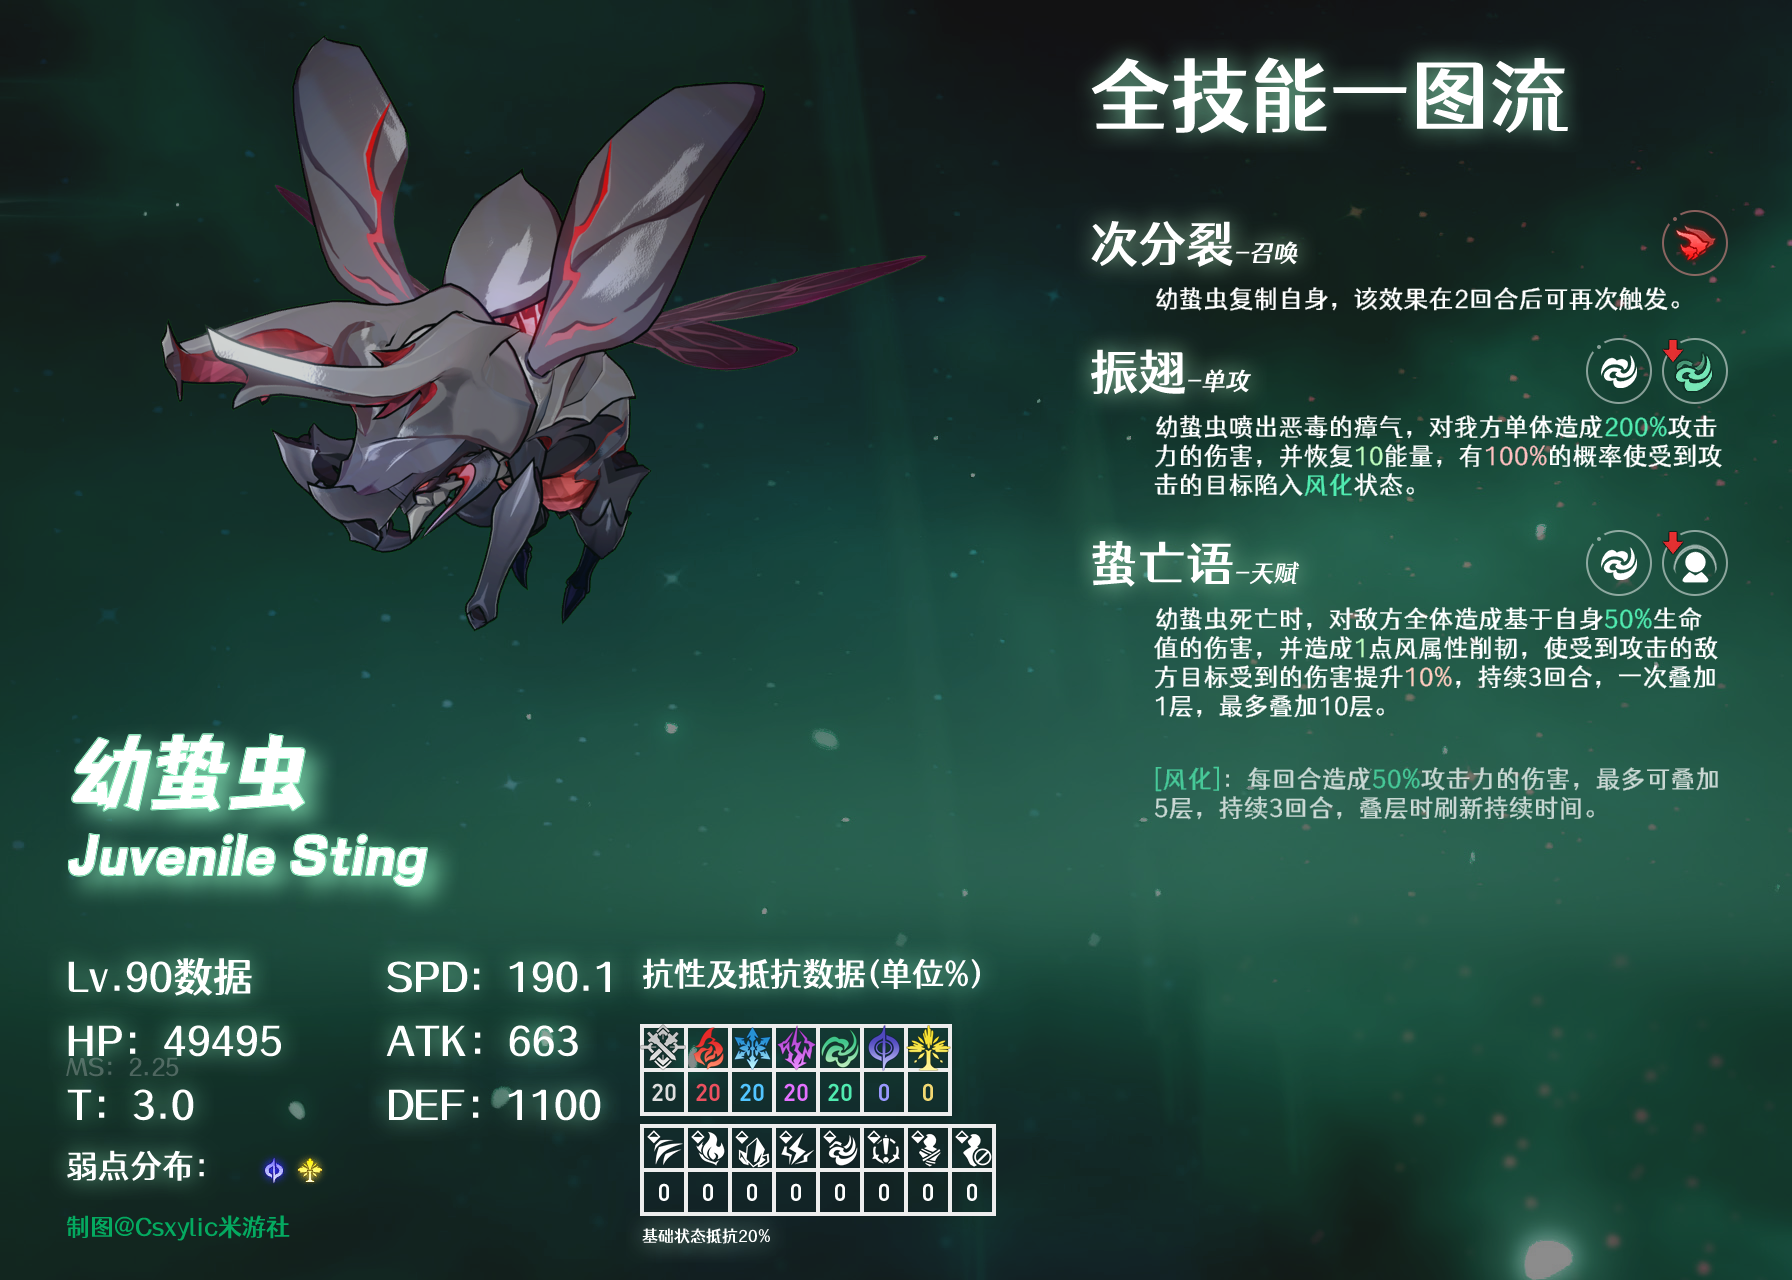 全技能一图流
次分裂-召唤
幼蛰虫复制自身，该效果在2回合后可再次触发。
振翅-单攻
幼蛰虫喷出恶毒的瘴气，对我方单体造成200%攻击
力的伤害，并恢复10能量，有100%的概率使受到攻
击的目标陷入风化状态。
蛰亡语-天赋
幼蛰虫死亡时，对敌方全体造成基于自身50%生命
值的伤害，并造成1点风属性削韧，使受到攻击的敌
方目标受到的伤害提升10%，持续3回合，一次叠加
1层，最多叠加10层。
[风化]：每回合造成50%攻击力的伤害，最多可叠加
5层，持续3回合，叠层时刷新持续时间。
幼蛰虫
Juvenile Sting
Lv.90数据
SPD：190.1
HP：49495
ATK：663
MS：2.25
T：3.0
DEF：1100
弱点分布：
制图@Csxylic米游社
抗性及抵抗数据(单位%)
20 20 20 20 20 0 0
0 0 0 0 0 0 0 0
基础状态抵抗20%